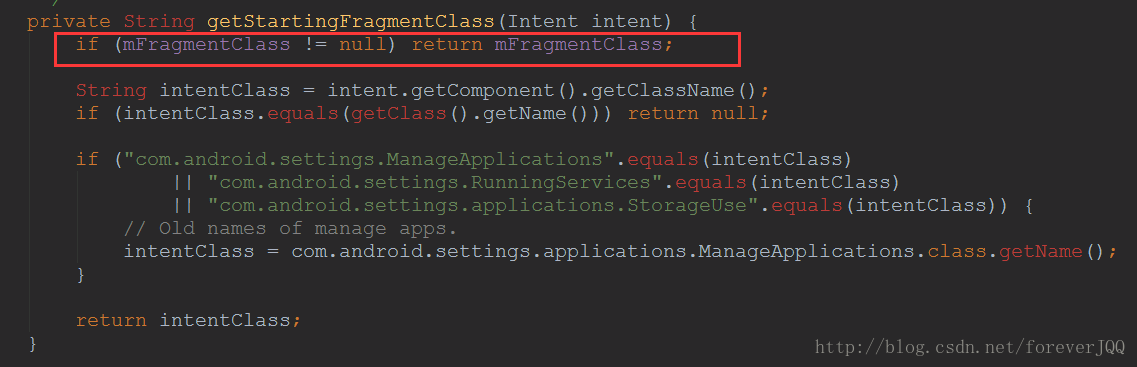 private String getStartingFragmentClass(Intent intent) {
if (mFragmentClass != null) return mFragmentClass;
String intentClass = intent.getComponent().getClassName();
if (intentClass.equals(getClass().getName())) return null;
if ("com.android.settings.ManageApplications".equals(intentClass)
|| "com.android.settings.RunningServices".equals(intentClass)
|| "com.android.settings.applications.StorageUse".equals(intentClass)) {
// Old names of manage apps.
intentClass = com.android.settings.applications.ManageApplications.class.getName();
}
return intentClass;
}
http://blog.csdn.net/foreverJQQ